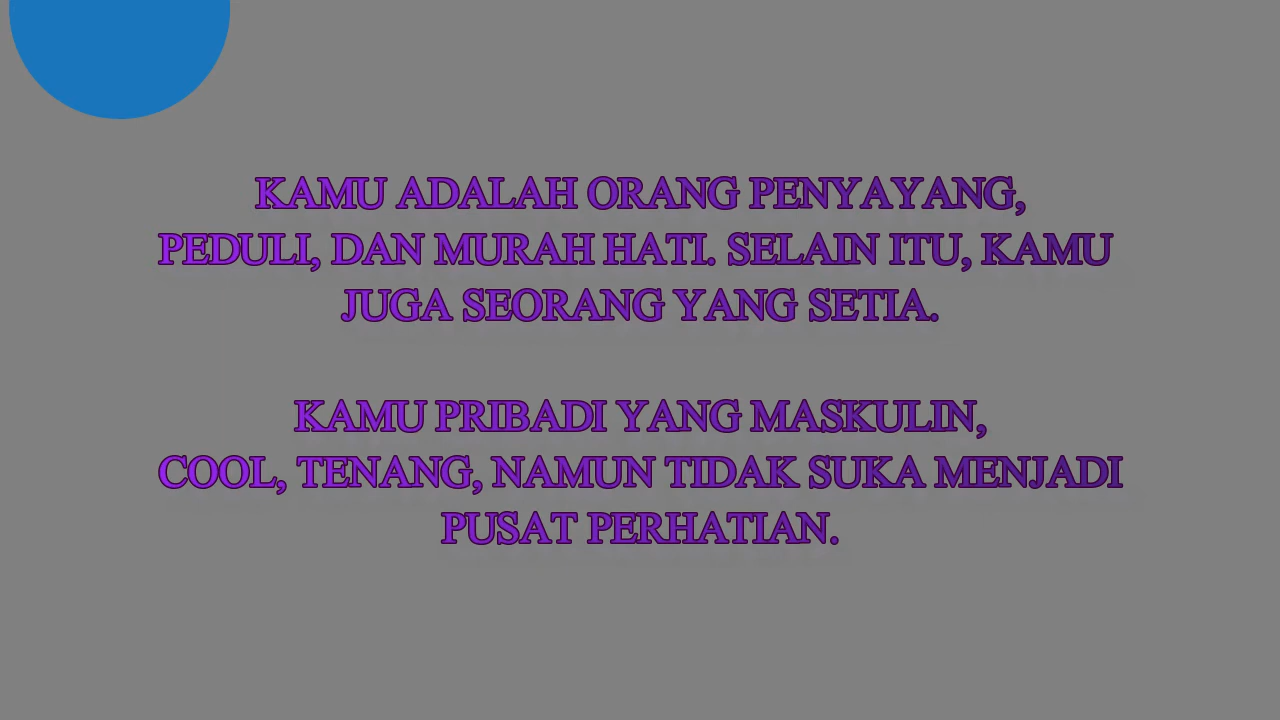 KAMU ADALAH ORANG PENYAYANG,
PEDULI, DAN MURAH HATI. SELAIN ITU, KAMU
JUGA SEORANG YANG SETIA.
KAMU PRIBADI YANG MASKULIN,
COOL, TENANG, NAMUN TIDAK SUKA MENJADI
PUSAT PERHATIAN.